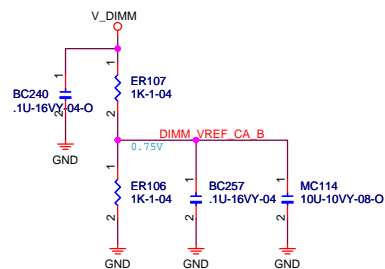 V_DIMM
1
1
BC240
.1U-16VY-04-O
2
ER107
1K-1-04
2
GND
DIMM_VREF_CA_B
0.75V
1
1
1
ER106
1K-1-04
BC257
.1U-16VY-04
MC114
10U-10VY-08-O
2
2
2
GND
GND
GND